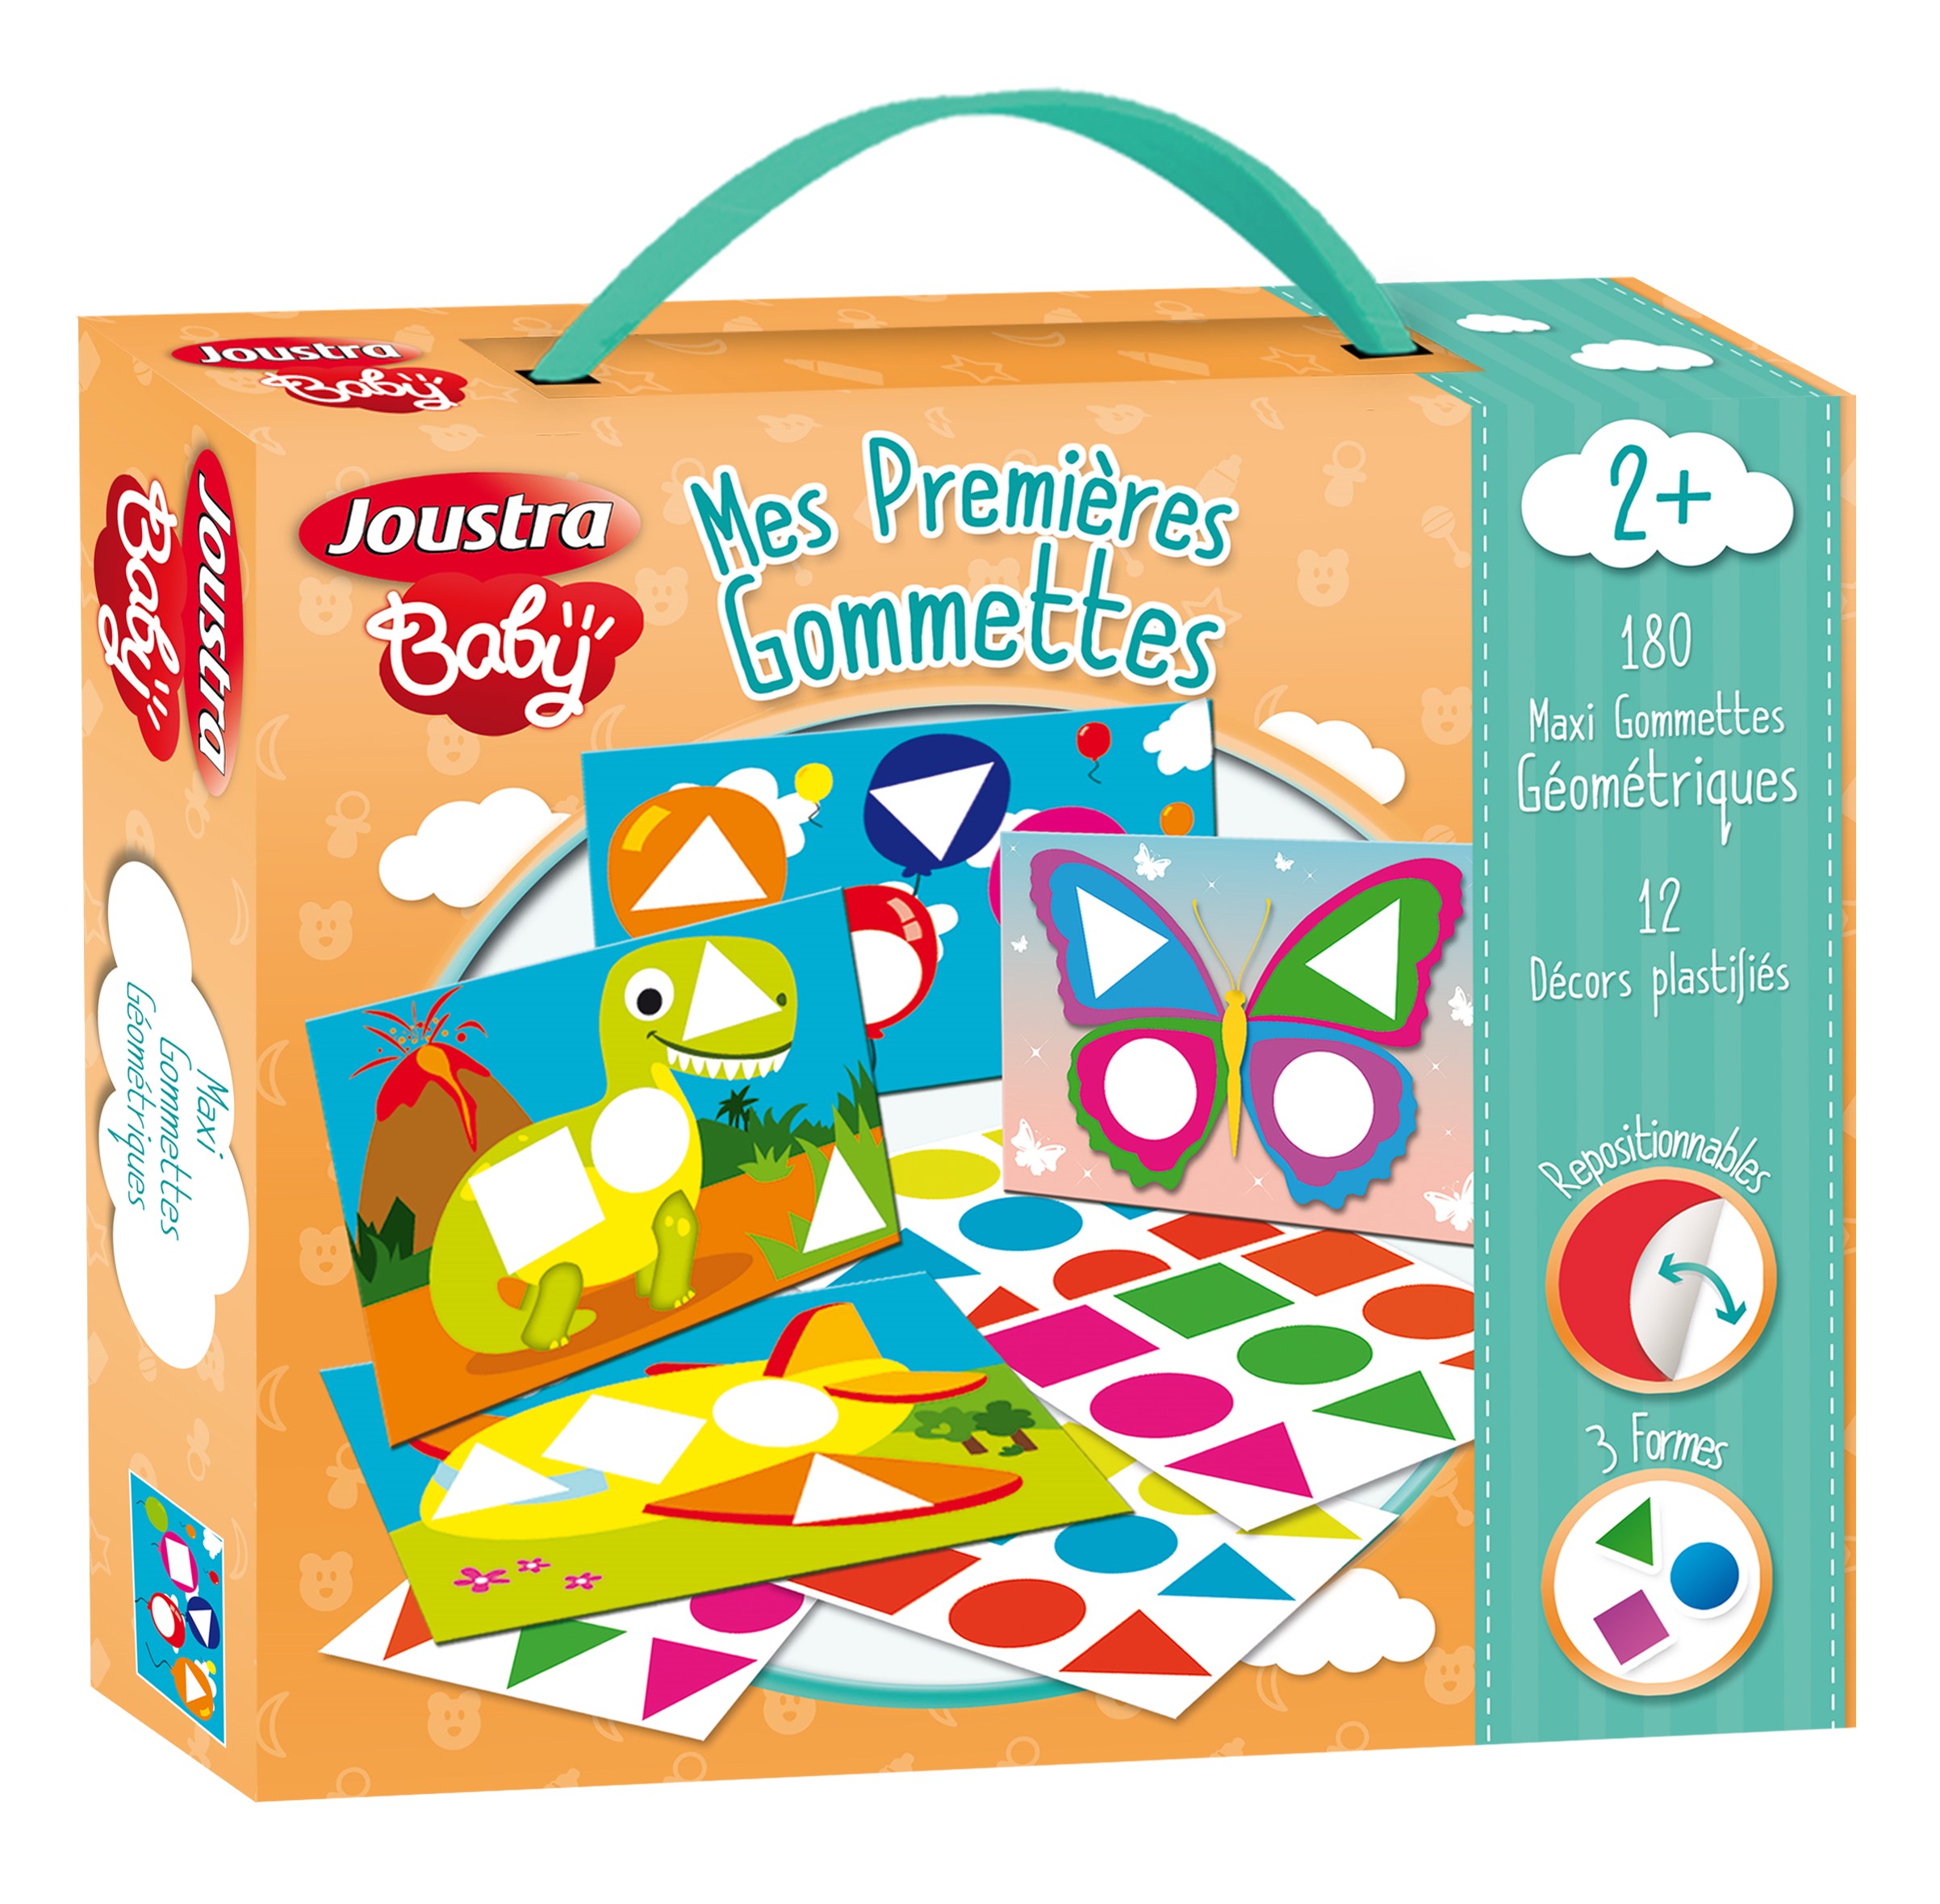 Joustra
Baby
Joustra
Baby
Maxi
Gommettes
Géométriques
Joustra
Baby
Mes Premières
Gommettes
2+
180
Maxi Gommettes
Géométriques
12
Décors plastifiés
Repositionnables
3 Formes